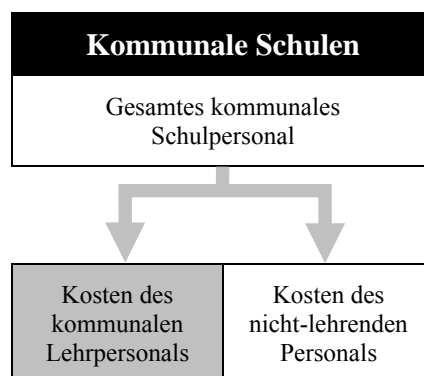 Kommunale Schulen
Gesamtes kommunales
Schulpersonal
Kosten des
kommunalen
Lehrpersonals
Kosten des
nicht-lehrenden
Personals